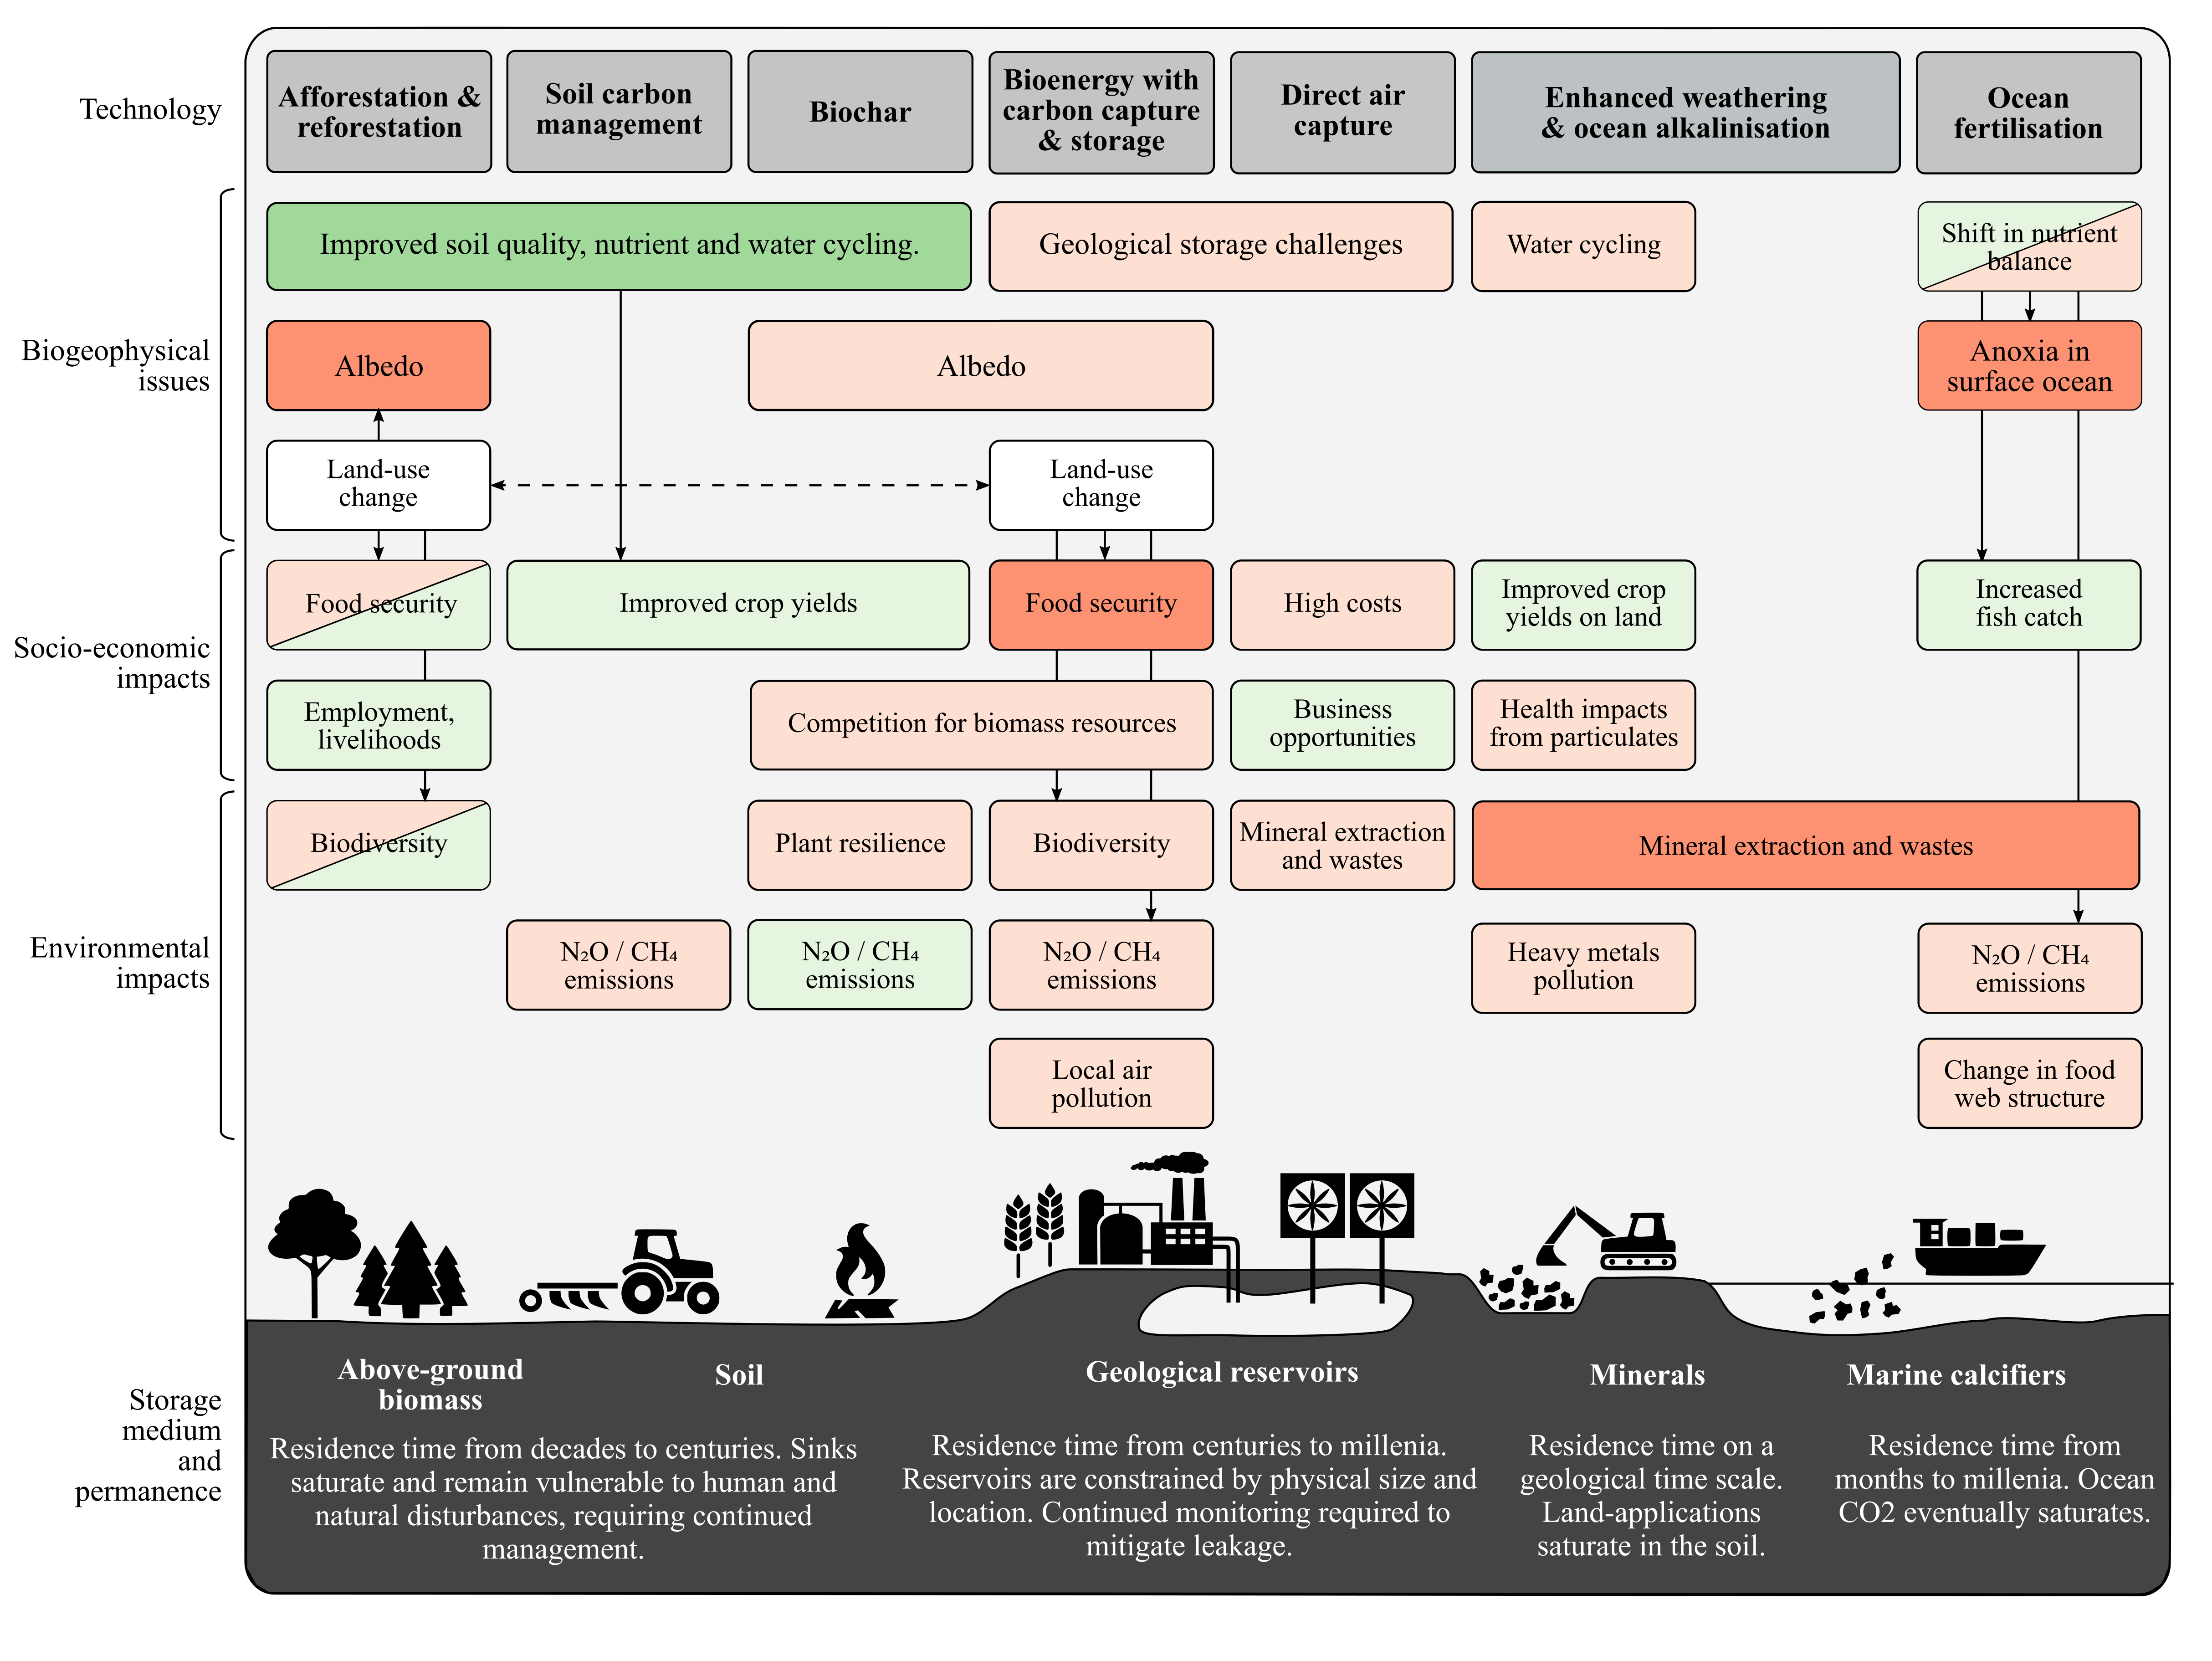 Technology
Afforestation &
reforestation
Soil carbon
management
Biochar
Bioenergy with
carbon capture
& storage
Direct air
capture
Enhanced weathering
& ocean alkalinisation
Ocean
fertilisation
Biogeophysical
issues
Improved soil quality, nutrient and water cycling.
Geological storage challenges
Water cycling
Shift in nutrient
balance
Albedo
Albedo
Anoxia in
surface ocean
Land-use
change
Land-use
change
Socio-economic
impacts
Food security
Improved crop yields
Food security
High costs
Improved crop
yields on land
Increased
fish catch
Employment,
livelihoods
Competition for biomass resources
Business
opportunities
Health impacts
from particulates
Environmental
impacts
Biodiversity
Plant resilience
Biodiversity
Mineral extraction
and wastes
Mineral extraction and wastes
N₂O / CH₄
emissions
N₂O / CH₄
emissions
N₂O / CH₄
emissions
Heavy metals
pollution
N₂O / CH₄
emissions
Local air
pollution
Change in food
web structure
Storage
medium
and
permanence
Above-ground
biomass
Soil
Residence time from decades to centuries. Sinks
saturate and remain vulnerable to human and
natural disturbances, requiring continued
management.
Geological reservoirs
Residence time from centuries to millenia.
Reservoirs are constrained by physical size and
location. Continued monitoring required to
mitigate leakage.
Minerals
Residence time on a
geological time scale.
Land-applications
saturate in the soil.
Marine calcifiers
Residence time from
months to millenia. Ocean
CO2 eventually saturates.